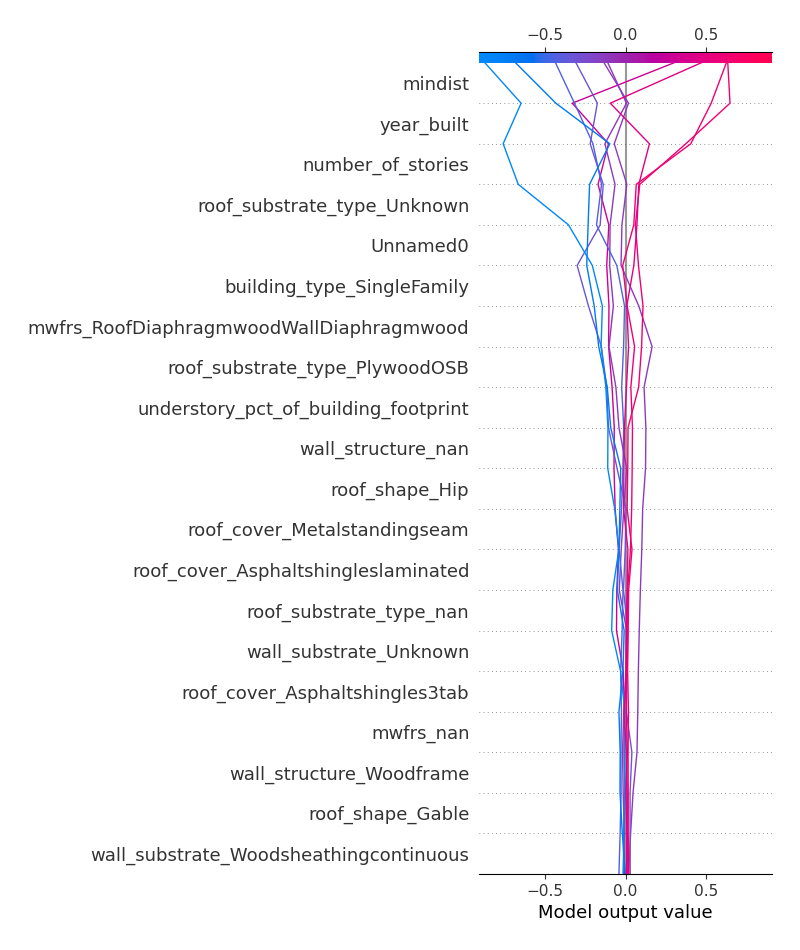 −0.5 0.0 0.5
mindist
year_built
number_of_stories
roof_substrate_type_Unknown
Unnamed0
building_type_SingleFamily
mwfrs_RoofDiaphragmwoodWallDiaphragmwood
roof_substrate_type_PlywoodOSB
understory_pct_of_building_footprint
wall_structure_nan
roof_shape_Hip
roof_cover_Metalstandingseam
roof_cover_Asphaltshingleslaminated
roof_substrate_type_nan
wall_substrate_Unknown
roof_cover_Asphaltshingles3tab
mwfrs_nan
wall_structure_Woodframe
roof_shape_Gable
wall_substrate_Woodsheathingcontinuous
−0.5 0.0 0.5
Model output value